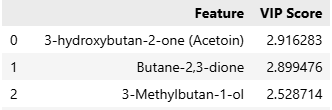 Feature VIP Score
0 3-hydroxybutan-2-one (Acetoin) 2.916283
1 Butane-2,3-dione 2.899476
2 3-Methylbutan-1-ol 2.528714